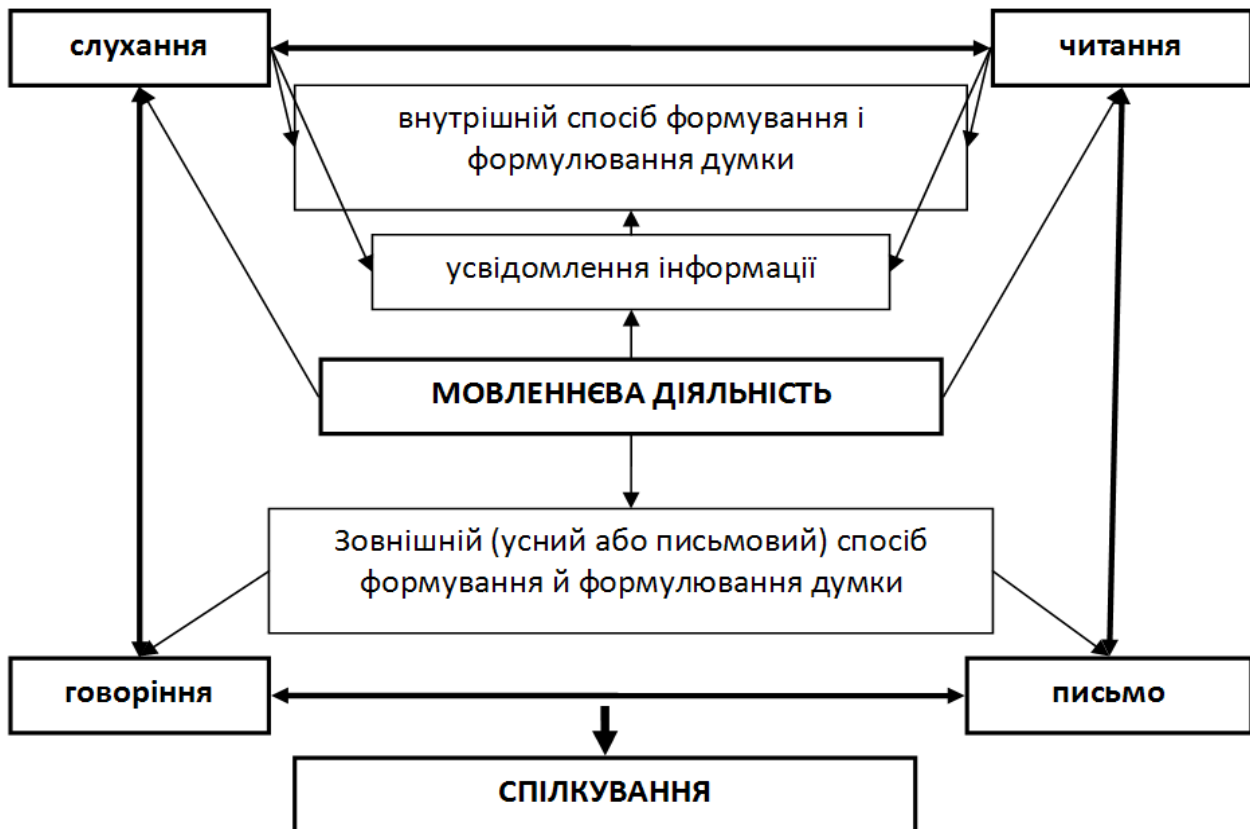 слухання
читання
внутрішній спосіб формування і
формулювання думки
усвідомлення інформації
МОВЛЕННЄВА ДІЯЛЬНІСТЬ
Зовнішній (усний або письмовий) спосіб
формування й формулювання думки
говоріння
письмо
СПІЛКУВАННЯ